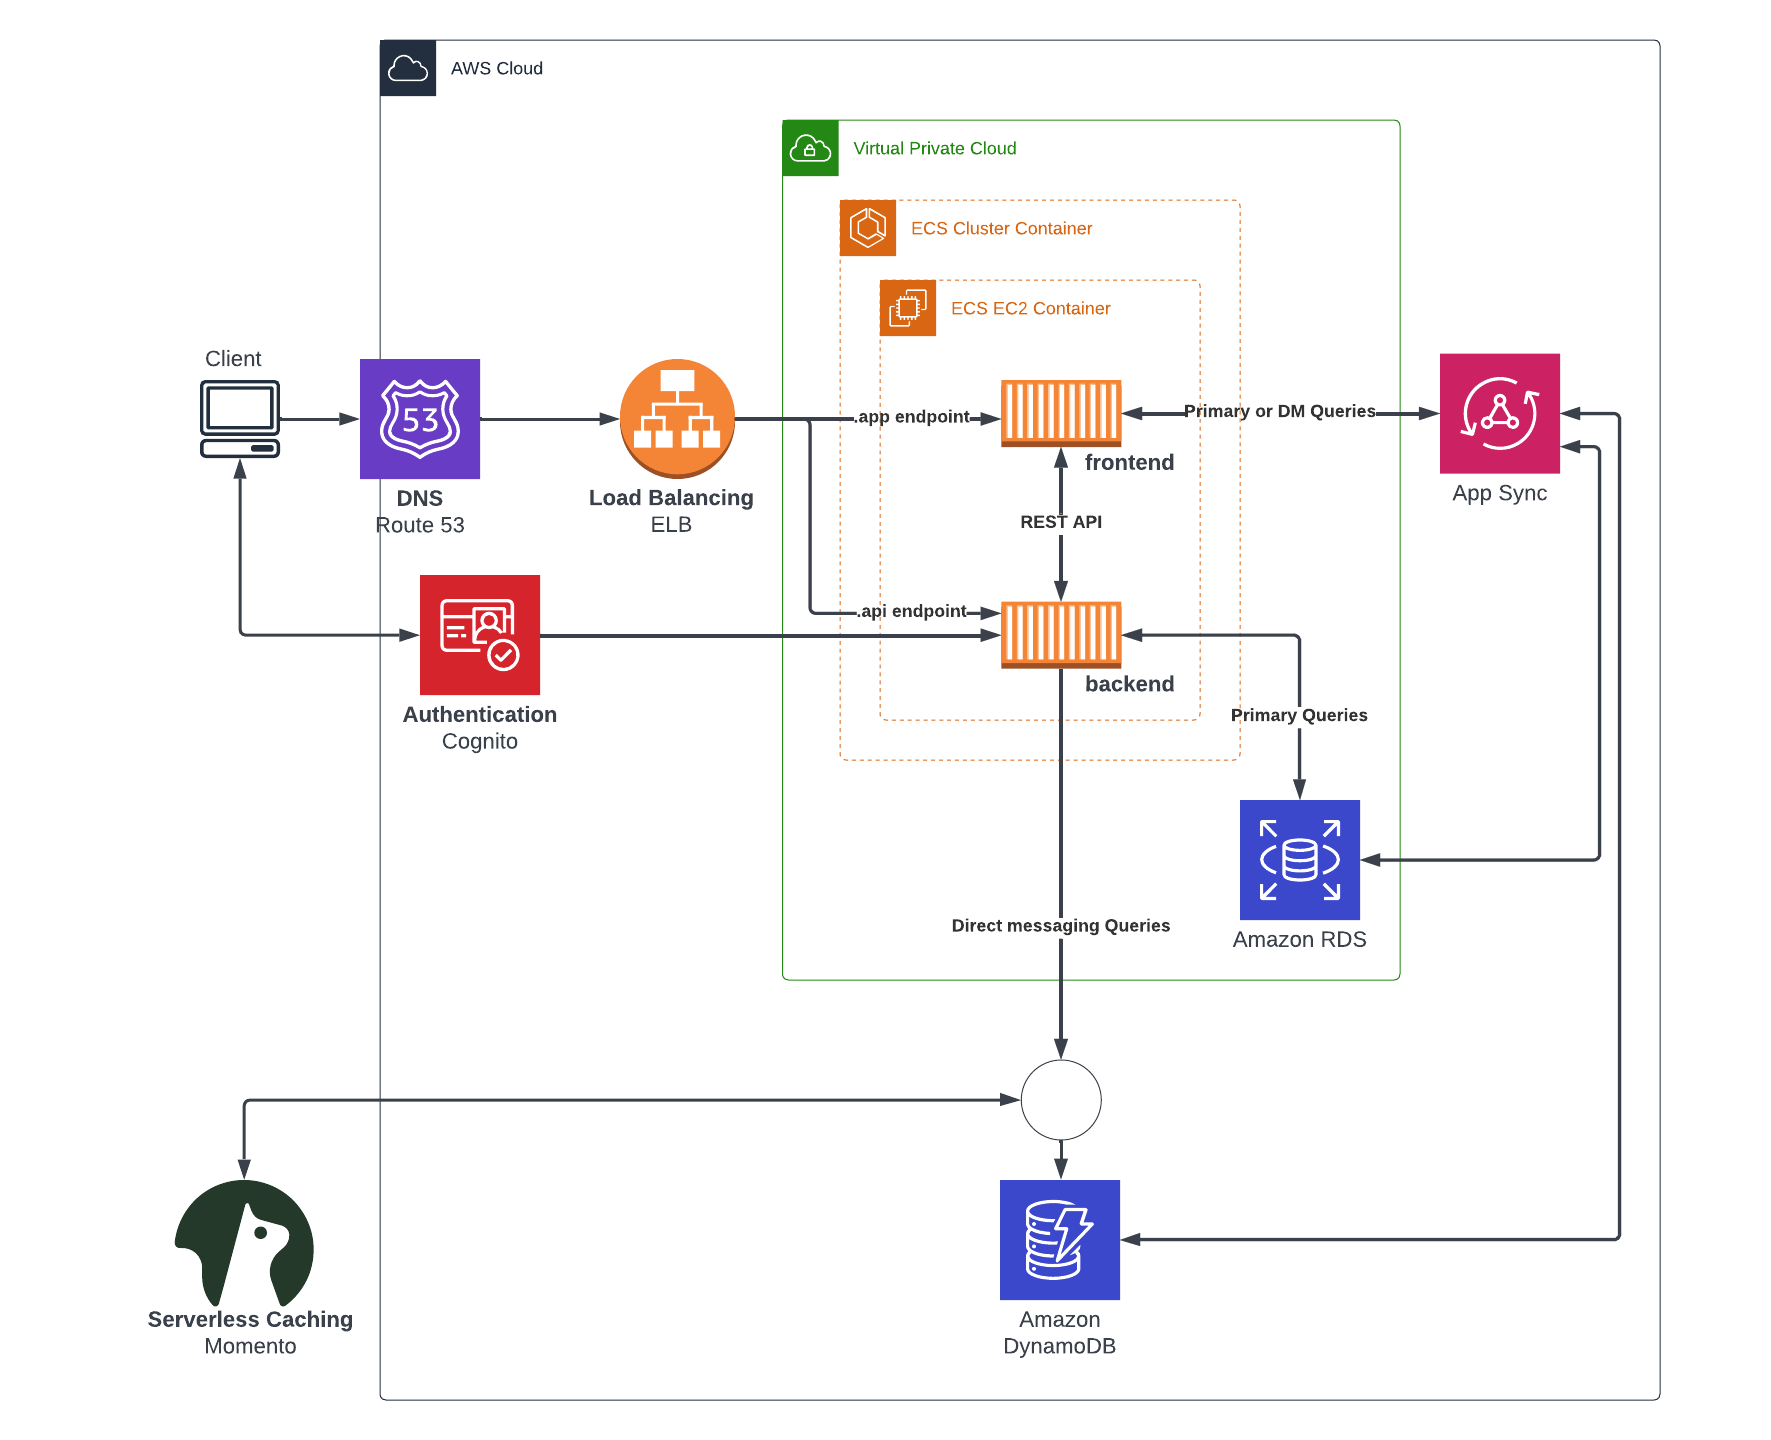 AWS Cloud
Virtual Private Cloud
ECS Cluster Container
ECS EC2 Container
Client
53
DNS
Route 53
Load Balancing
ELB
.app endpoint
frontend
Primary or DM Queries
App Sync
REST API
.api endpoint
backend
Authentication
Cognito
Primary Queries
Direct messaging Queries
Amazon RDS
Serverless Caching
Momento
Amazon
DynamoDB